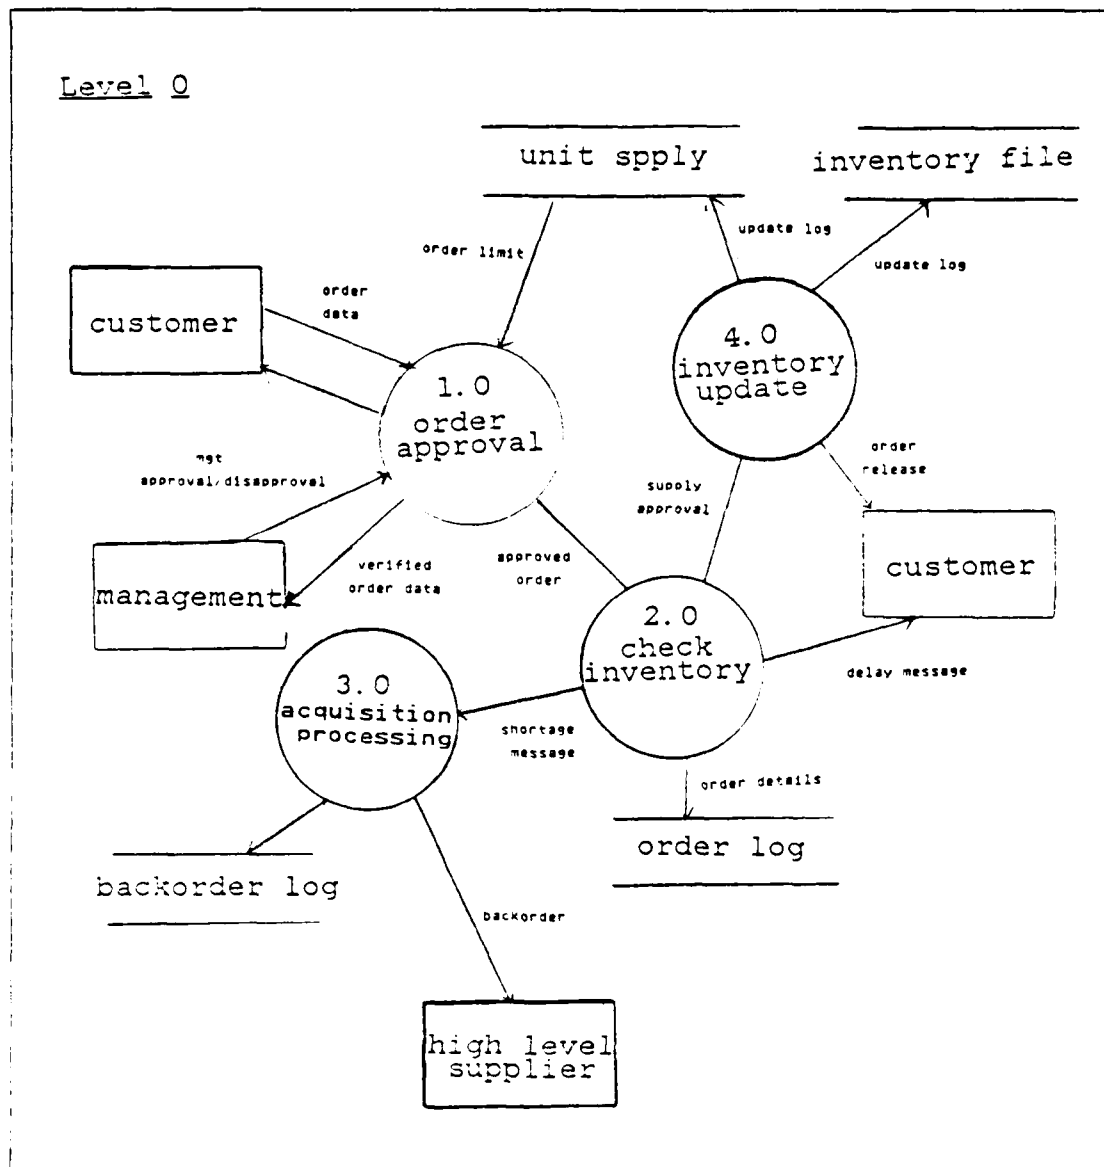 Level 0
unit spply
inventory file
update log
order limit
update log
order
data
customer
4.0
inventory
update
1.0
order
approval
mgt
approval/disapproval
order
release
supply
approval
verified
order data
approved
order
customer
management
2.0
check
inventory
delay message
3.0
acquisition
processing
shortage
message
order details
order log
backorder log
backorder
high level
supplier